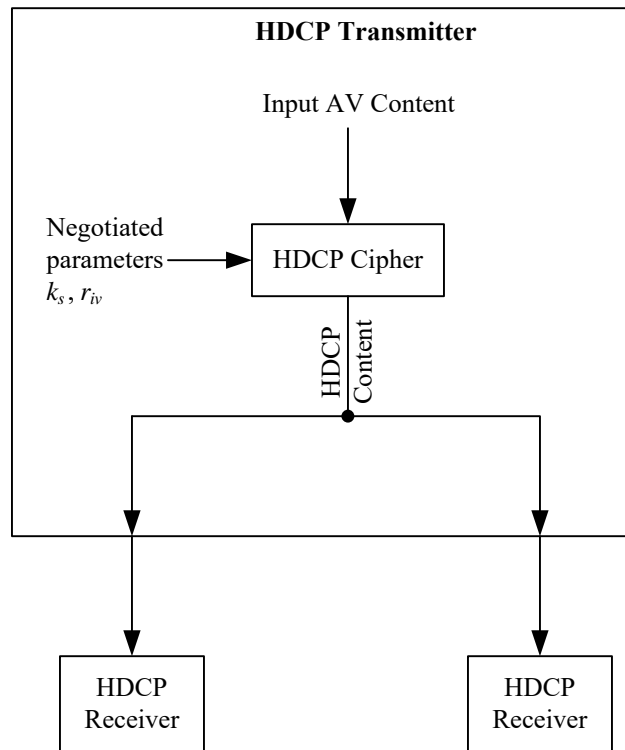 HDCP Transmitter
Input AV Content
Negotiated
parameters
kₛ, rᵢᵥ
HDCP Cipher
HDCP
Content
HDCP
Receiver
HDCP
Receiver